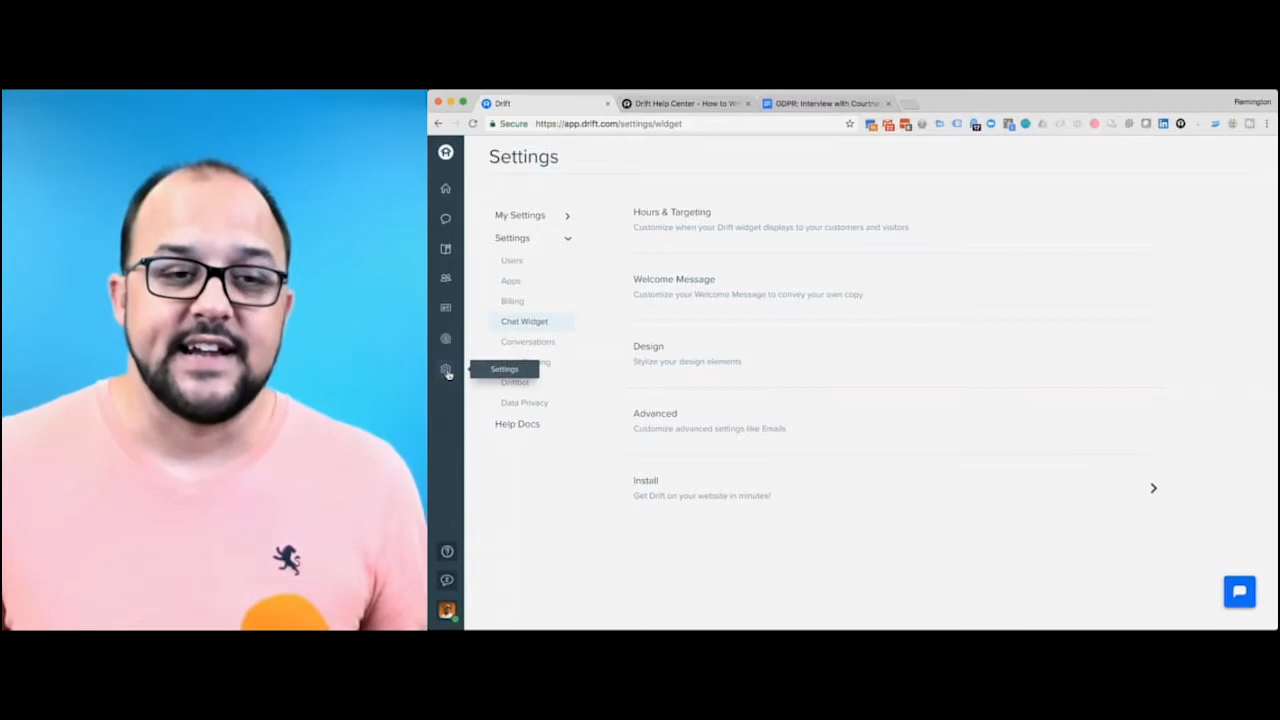 Drift
Drift Help Center - How to W
GDPR: Interview with Courtne
Remington
Secure
https://app.drift.com/settings/widget
Settings
My Settings
Settings
Users
Apps
Billing
Chat Widget
Conversations
Settings
Driftbot
Data Privacy
Help Docs
Hours & Targeting
Customize when your Drift widget displays to your customers and visitors
Welcome Message
Customize your Welcome Message to convey your own copy
Design
Stylize your design elements
Advanced
Customize advanced settings like Emails
Install
Get Drift on your website in minutes!